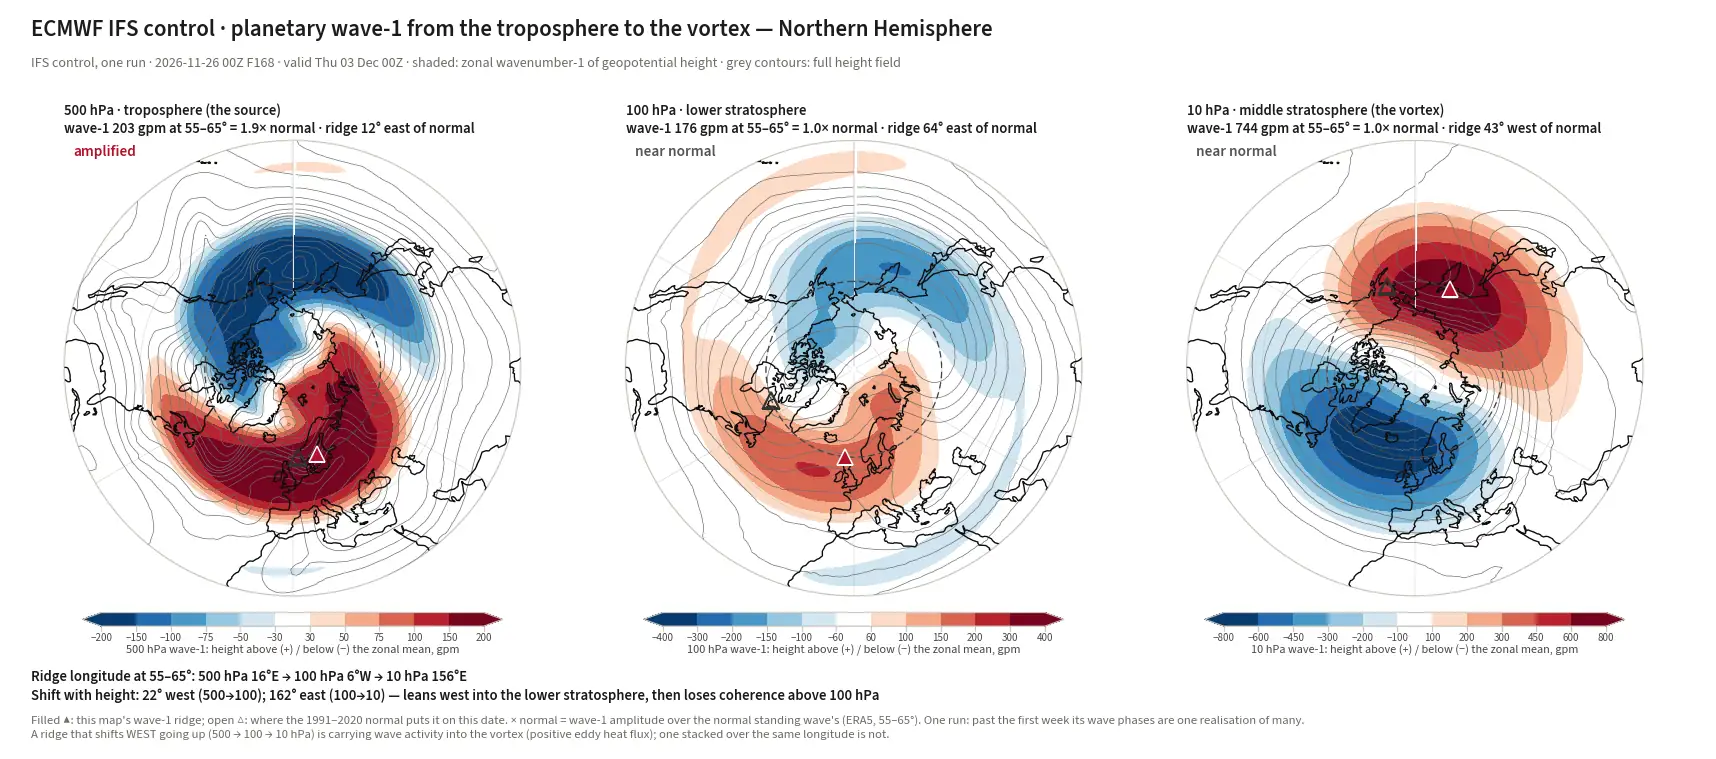 ECMWF IFS control · planetary wave-1 from the troposphere to the vortex — Northern Hemisphere
IFS control, one run · 2026-11-26 00Z F168 · valid Thu 03 Dec 00Z · shaded: zonal wavenumber-1 of geopotential height · grey contours: full height field
500 hPa · troposphere (the source)
wave-1 203 gpm at 55–65° = 1.9× normal · ridge 12° east of normal
amplified
100 hPa · lower stratosphere
wave-1 176 gpm at 55–65° = 1.0× normal · ridge 64° east of normal
near normal
10 hPa · middle stratosphere (the vortex)
wave-1 744 gpm at 55–65° = 1.0× normal · ridge 43° west of normal
near normal
−200 −150 −100 −75 −50 −30 30 50 75 100 150 200
500 hPa wave-1: height above (+) / below (−) the zonal mean, gpm
−400 −300 −200 −150 −100 −60 60 100 150 200 300 400
100 hPa wave-1: height above (+) / below (−) the zonal mean, gpm
−800 −600 −450 −300 −200 −100 100 200 300 450 600 800
10 hPa wave-1: height above (+) / below (−) the zonal mean, gpm
Ridge longitude at 55–65°: 500 hPa 16°E → 100 hPa 6°W → 10 hPa 156°E
Shift with height: 22° west (500→100); 162° east (100→10) — leans west into the lower stratosphere, then loses coherence above 100 hPa
Filled ▲: this map's wave-1 ridge; open △: where the 1991–2020 normal puts it on this date. × normal = wave-1 amplitude over the normal standing wave's (ERA5, 55–65°). One run: past the first week its wave phases are one realisation of many.
A ridge that shifts WEST going up (500 → 100 → 10 hPa) is carrying wave activity into the vortex (positive eddy heat flux); one stacked over the same longitude is not.